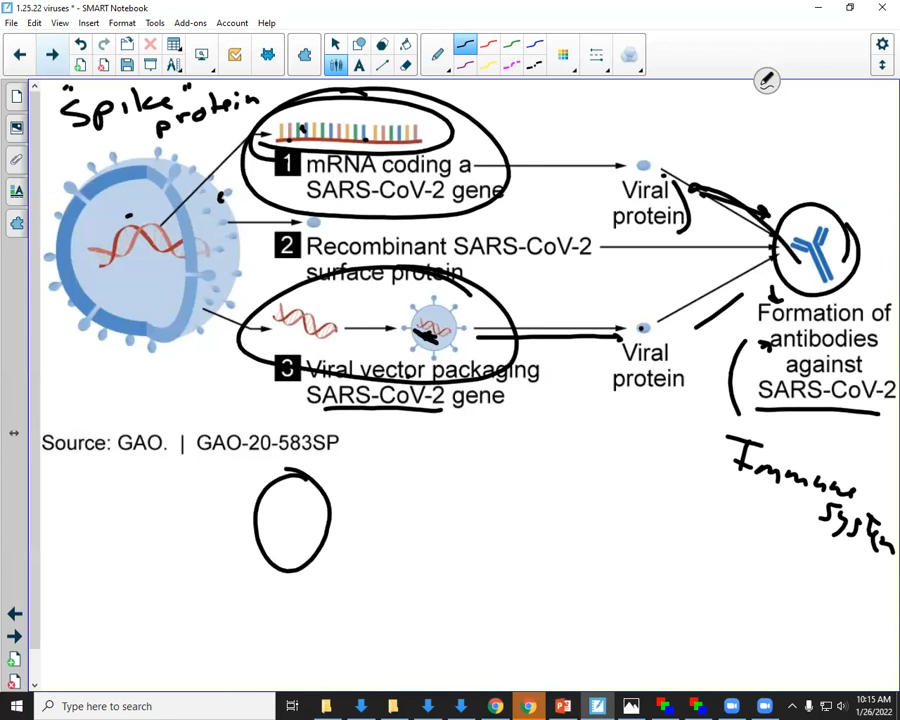 1.25.22 viruses * - SMART Notebook
File Edit View Insert Format Tools Add-ons Account Help
"Spike"
protein
1 mRNA coding a
SARS-CoV-2 gene
Viral
protein
2 Recombinant SARS-CoV-2
surface protein
3 Viral vector packaging
SARS-CoV-2 gene
Viral
protein
Formation of
antibodies
against
SARS-CoV-2
Source: GAO. | GAO-20-583SP
Immune
System
Type here to search
10:15 AM
1/26/2022